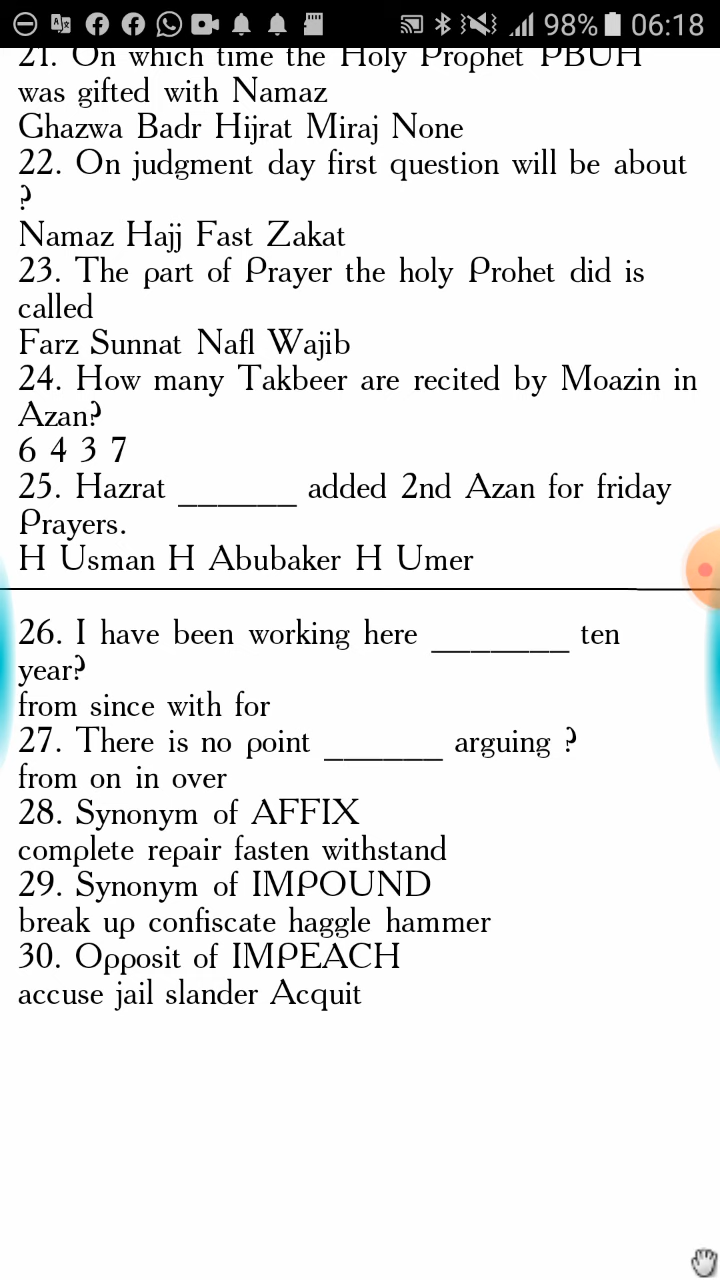 98% 06:18
21. On which time the Holy Prophet PBUH
was gifted with Namaz
Ghazwa Badr Hijrat Miraj None
22. On judgment day first question will be about
?
Namaz Hajj Fast Zakat
23. The part of Prayer the holy Prohet did is
called
Farz Sunnat Nafl Wajib
24. How many Takbeer are recited by Moazin in
Azan?
6 4 3 7
25. Hazrat ______ added 2nd Azan for friday
Prayers.
H Usman H Abubaker H Umer
26. I have been working here _______ ten
year?
from since with for
27. There is no point ______ arguing ?
from on in over
28. Synonym of AFFIX
complete repair fasten withstand
29. Synonym of IMPOUND
break up confiscate haggle hammer
30. Opposit of IMPEACH
accuse jail slander Acquit